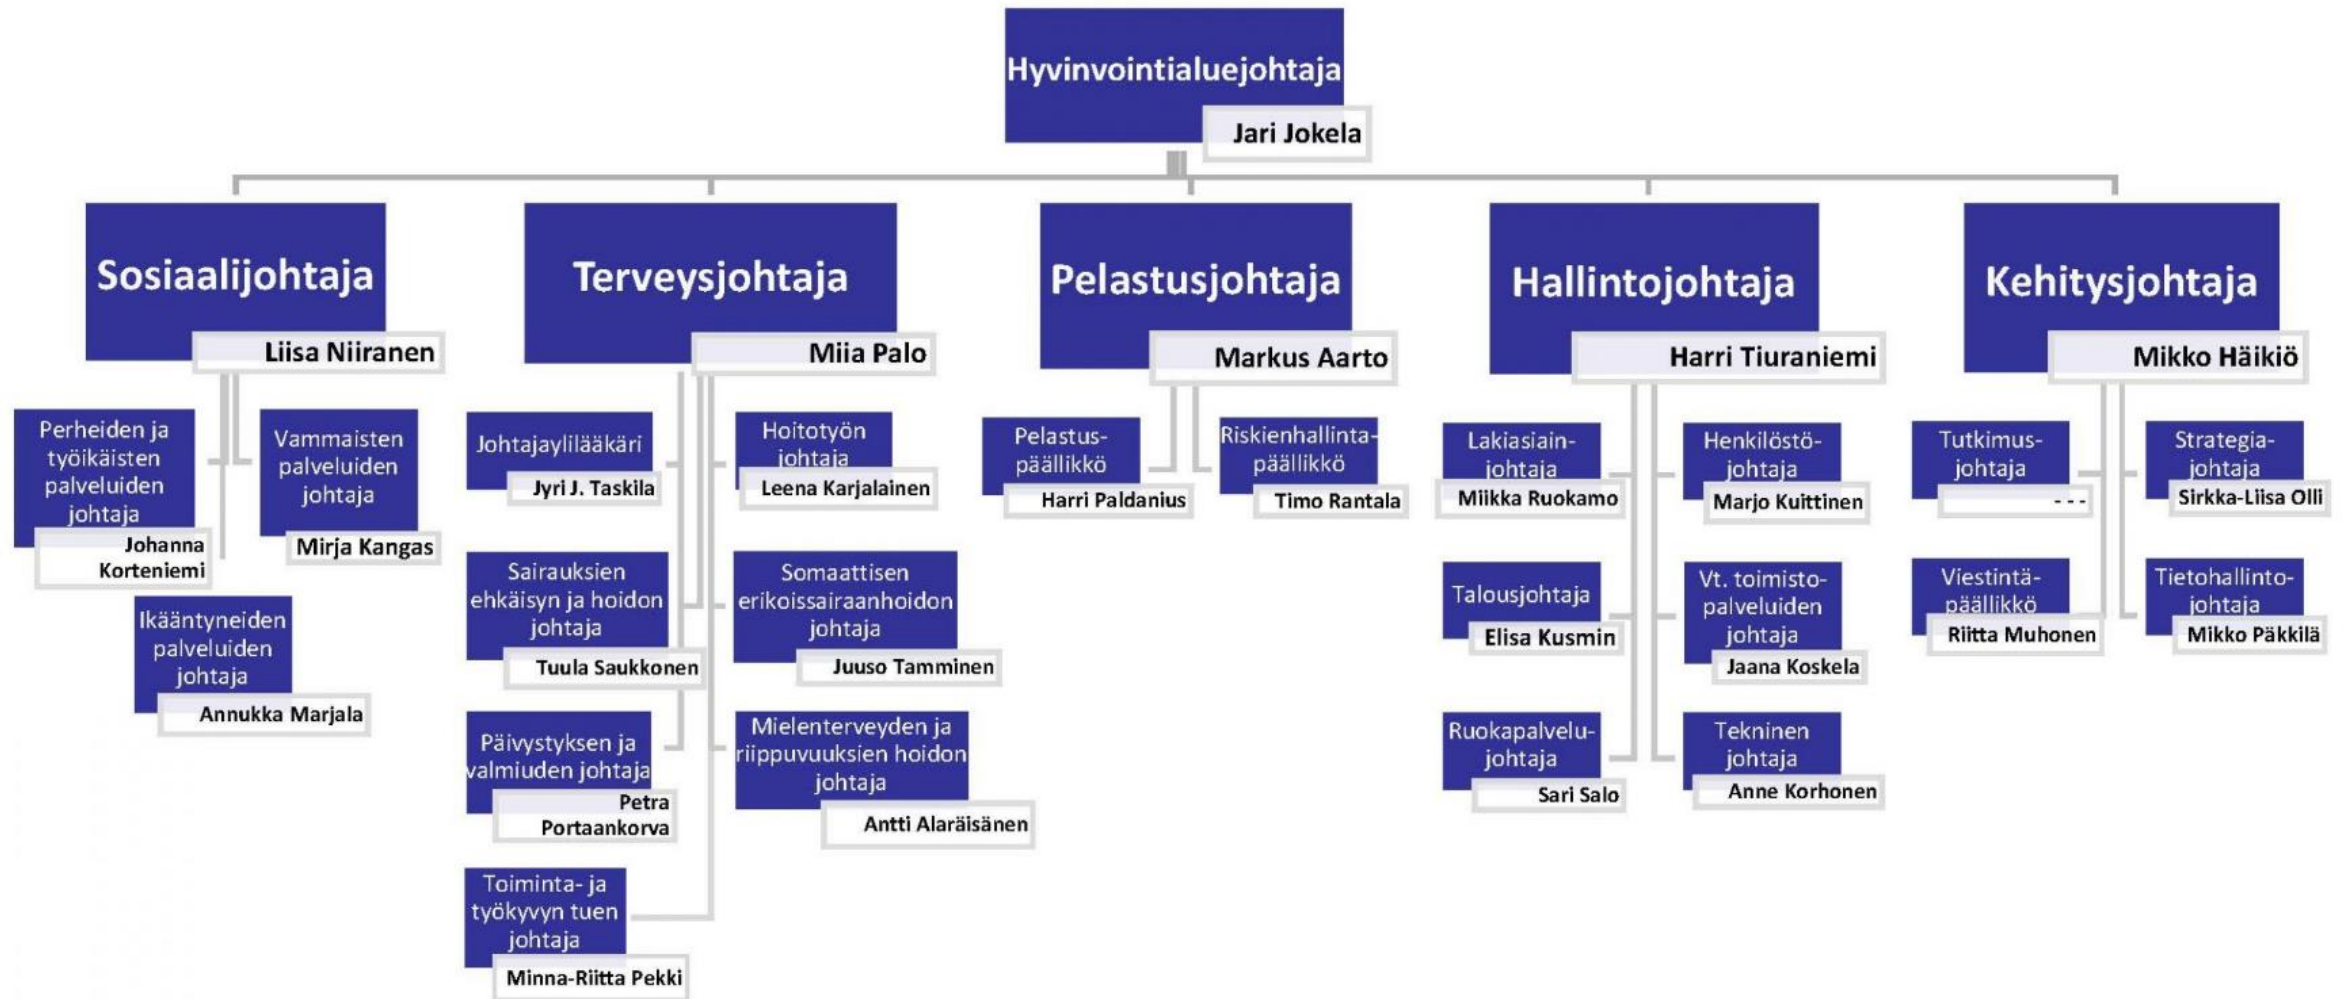 Hyvinvointialuejohtaja
Jari Jokela
Sosiaalijohtaja
Liisa Niiranen
Perheiden ja
työikäisten
palveluiden
johtaja
Johanna
Korteniemi
Vammaisten
palveluiden
johtaja
Mirja Kangas
Ikääntyneiden
palveluiden
johtaja
Annukka Marjala
Terveysjohtaja
Miia Palo
Johtajaylilääkäri
Jyri J. Taskila
Hoitotyön
johtaja
Leena Karjalainen
Sairauksien
ehkäisyn ja hoidon
johtaja
Tuula Saukkonen
Somaattisen
erikoissairaanhoidon
johtaja
Juuso Tamminen
Päivystyksen ja
valmiuden johtaja
Petra
Portaankorva
Mielenterveyden ja
riippuvuuksien hoidon
johtaja
Antti Alaräisänen
Toiminta- ja
työkyvyn tuen
johtaja
Minna-Riitta Pekki
Pelastusjohtaja
Markus Aarto
Pelastus-
päällikkö
Harri Paldanius
Riskienhallinta-
päällikkö
Timo Rantala
Hallintojohtaja
Harri Tiuraniemi
Lakiasiain-
johtaja
Miikka Ruokamo
Henkilöstö-
johtaja
Marjo Kuittinen
Talousjohtaja
Elisa Kusmin
Vt. toimisto-
palveluiden
johtaja
Jaana Koskela
Ruokapalvelu-
johtaja
Sari Salo
Tekninen
johtaja
Anne Korhonen
Kehitysjohtaja
Mikko Häikiö
Tutkimus-
johtaja
- - -
Strategia-
johtaja
Sirkka-Liisa Olli
Viestintä-
päällikkö
Riitta Muhonen
Tietohallinto-
johtaja
Mikko Päkkilä